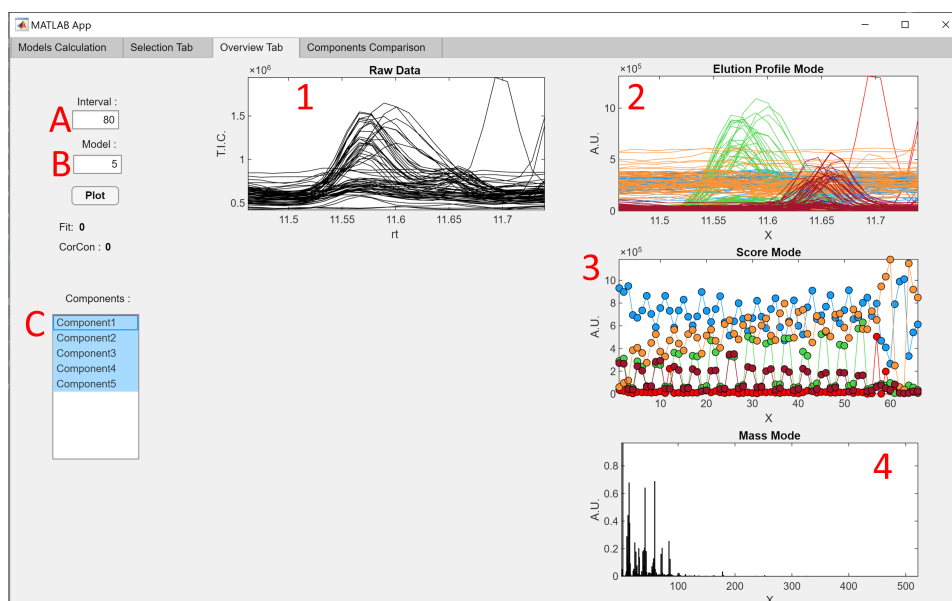 MATLAB App
Models Calculation
Selection Tab
Overview Tab
Components Comparison
A
Interval :
80
B
Model :
5
Plot
Fit: 0
CorCon : 0
C
Components :
Component1
Component2
Component3
Component4
Component5
Raw Data
×10⁶
1
T.I.C.
1.5
1
0.5
11.5
11.55
11.6
11.65
11.7
rt
Elution Profile Mode
×10⁵
2
A.U.
10
5
0
11.5
11.55
11.6
11.65
11.7
X
Score Mode
×10⁵
3
A.U.
10
8
6
4
2
0
10
20
30
40
50
60
X
Mass Mode
4
A.U.
0.8
0.6
0.4
0.2
0
100
200
300
400
500
X